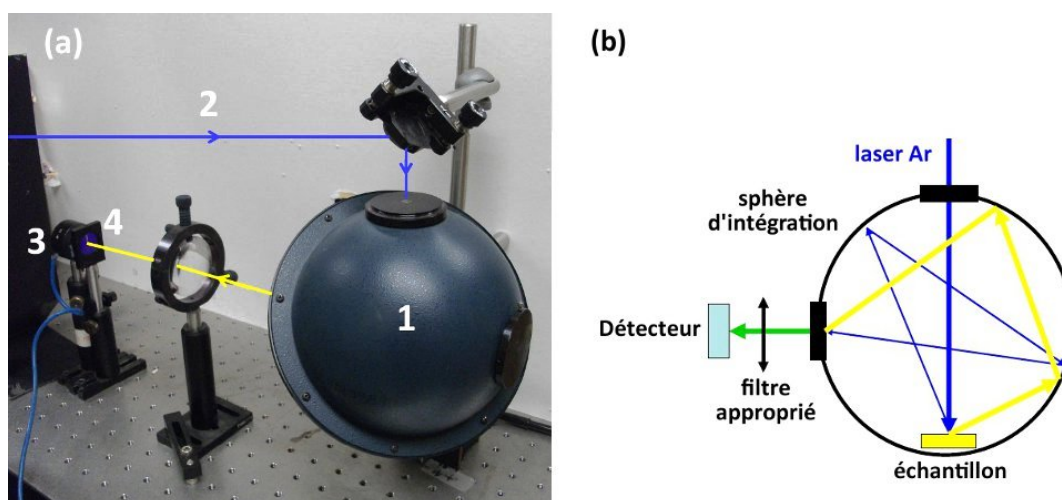 (a)
2
4
3
1
(b)
laser Ar
sphère
d'intégration
Détecteur
filtre
approprié
échantillon